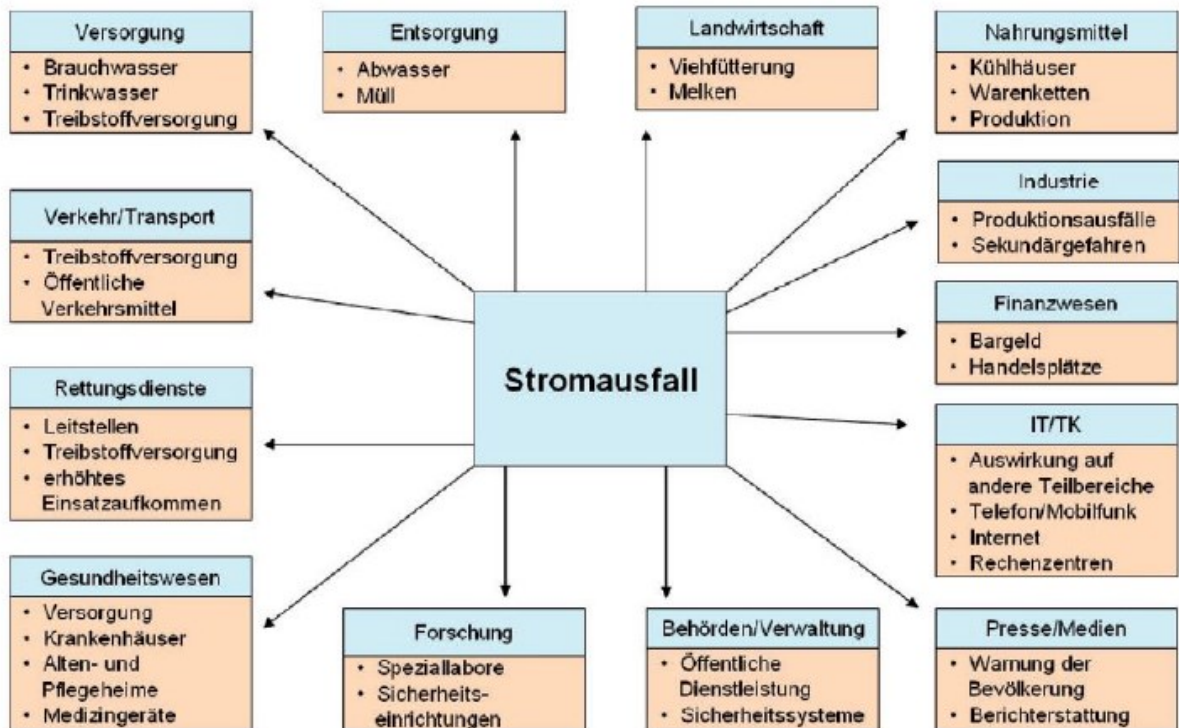 Versorgung
• Brauchwasser
• Trinkwasser
• Treibstoffversorgung
Entsorgung
• Abwasser
• Müll
Landwirtschaft
• Viehfütterung
• Melken
Nahrungsmittel
• Kühlhäuser
• Warenketten
• Produktion
Verkehr/Transport
• Treibstoffversorgung
• Öffentliche
Verkehrsmittel
Industrie
• Produktionsausfälle
• Sekundärgefahren
Finanzwesen
• Bargeld
• Handelsplätze
Stromausfall
Rettungsdienste
• Leitstellen
• Treibstoffversorgung
• erhöhtes
Einsatzaufkommen
IT/TK
• Auswirkung auf
andere Teilbereiche
• Telefon/Mobilfunk
• Internet
• Rechenzentren
Gesundheitswesen
• Versorgung
• Krankenhäuser
• Alten- und
Pflegeheime
• Medizingeräte
Forschung
• Speziallabore
• Sicherheits-
einrichtungen
Behörden/Verwaltung
• Öffentliche
Dienstleistung
• Sicherheitssysteme
Presse/Medien
• Warnung der
Bevölkerung
• Berichterstattung